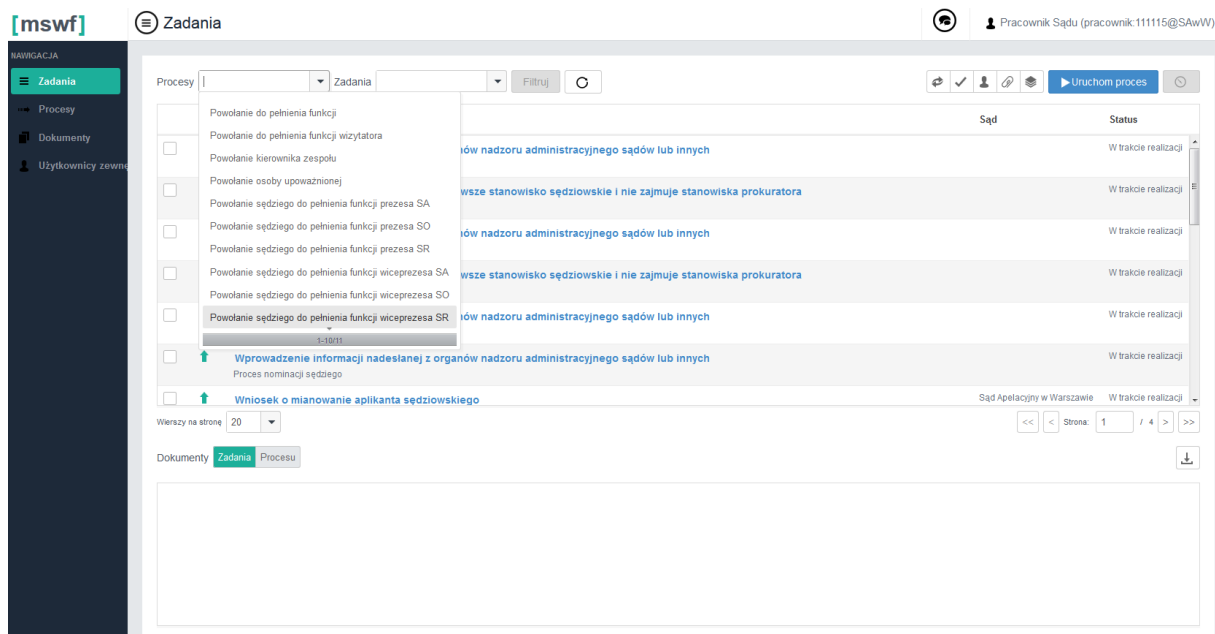 [mswf]
Zadania
Pracownik Sądu (pracownik:111115@SAwW)
NAWIGACJA
Zadania
Procesy
Dokumenty
Użytkownicy zewnę
Procesy Zadania Filtruj Uruchom proces
Sąd Status
Powołanie do pełnienia funkcji
Powołanie do pełnienia funkcji wizytatora
Powołanie kierownika zespołu
Powołanie osoby upoważnionej
Powołanie sędziego do pełnienia funkcji prezesa SA
Powołanie sędziego do pełnienia funkcji prezesa SO
Powołanie sędziego do pełnienia funkcji prezesa SR
Powołanie sędziego do pełnienia funkcji wiceprezesa SA
Powołanie sędziego do pełnienia funkcji wiceprezesa SO
Powołanie sędziego do pełnienia funkcji wiceprezesa SR
1-10/11
ów nadzoru administracyjnego sądów lub innych W trakcie realizacji
wsze stanowisko sędziowskie i nie zajmuje stanowiska prokuratora W trakcie realizacji
ów nadzoru administracyjnego sądów lub innych W trakcie realizacji
wsze stanowisko sędziowskie i nie zajmuje stanowiska prokuratora W trakcie realizacji
ów nadzoru administracyjnego sądów lub innych W trakcie realizacji
Wprowadzenie informacji nadesłanej z organów nadzoru administracyjnego sądów lub innych W trakcie realizacji
Proces nominacji sędziego
Wniosek o mianowanie aplikanta sędziowskiego Sąd Apelacyjny w Warszawie W trakcie realizacji
Wierszy na stronę 20 << < Strona: 1 / 4 > >>
Dokumenty Zadania Procesu